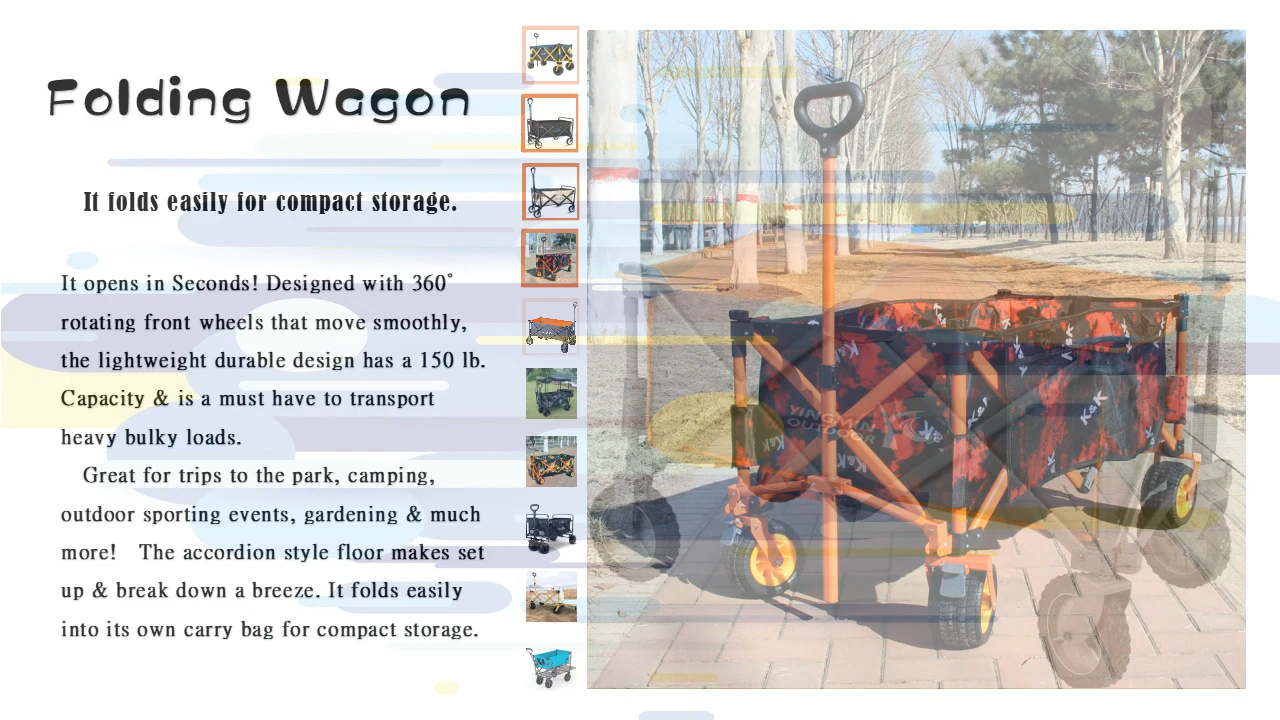 Folding Wagon
It folds easily for compact storage.
It opens in Seconds! Designed with 360°
rotating front wheels that move smoothly,
the lightweight durable design has a 150 lb.
Capacity & is a must have to transport
heavy bulky loads.
Great for trips to the park, camping,
outdoor sporting events, gardening & much
more! The accordion style floor makes set
up & break down a breeze. It folds easily
into its own carry bag for compact storage.
YINGMIN
OUTDOOR
K&K
K&K
K&K
K&K